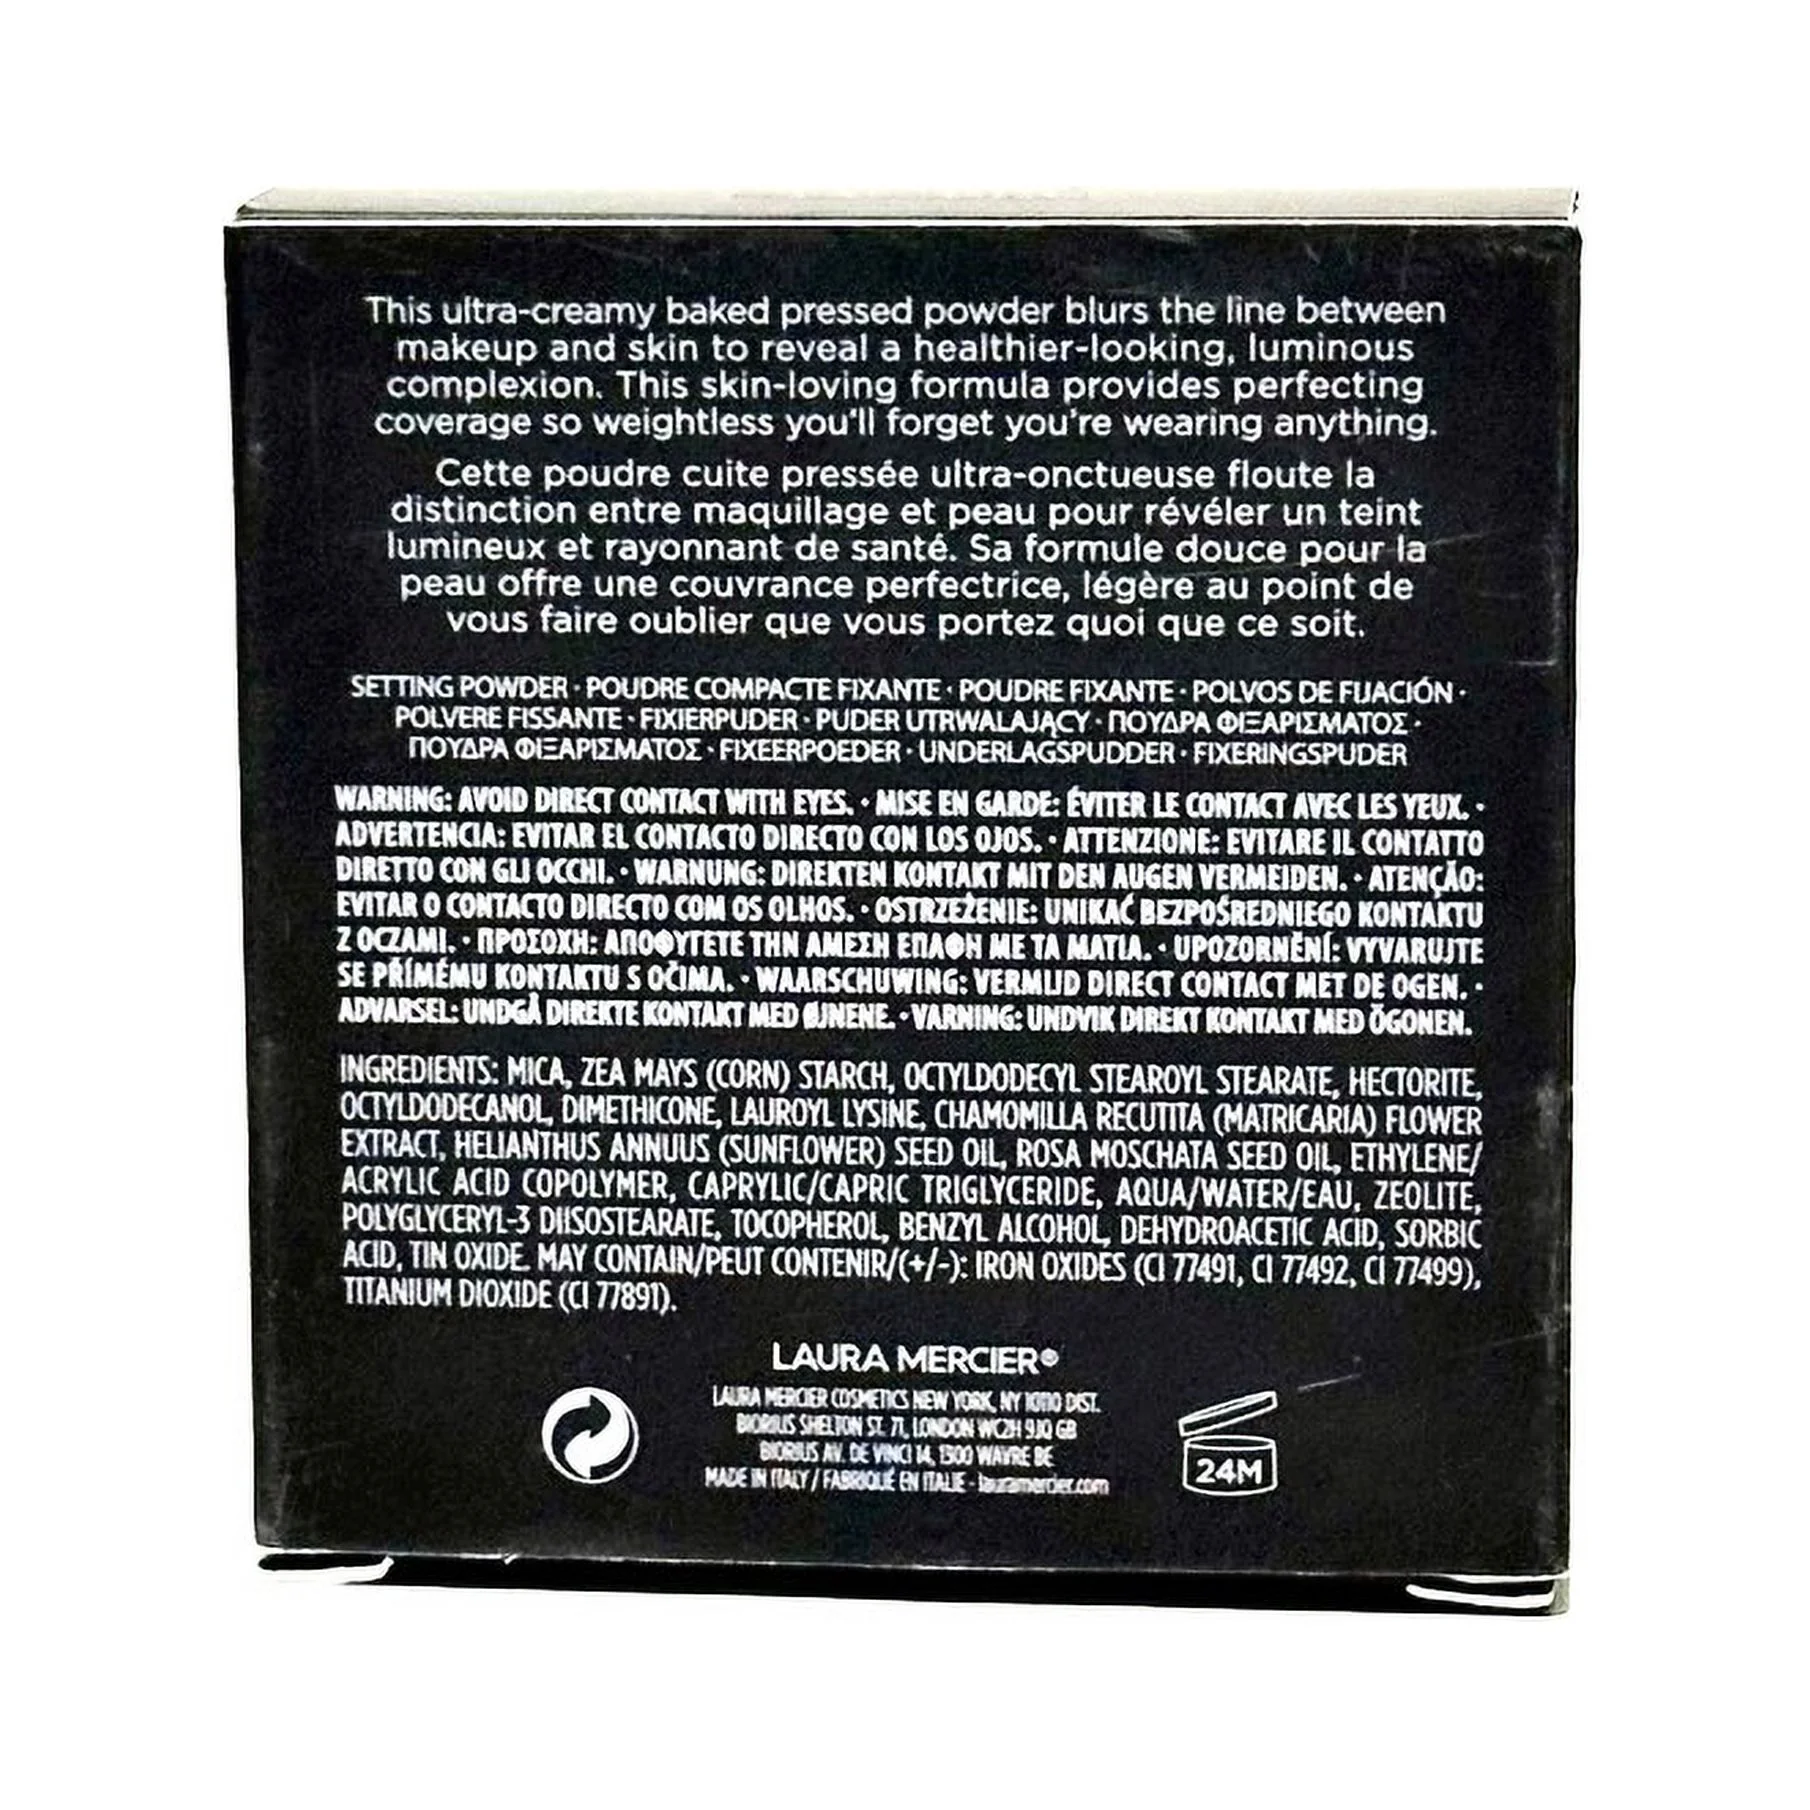 This ultra-creamy baked pressed powder blurs the line between
makeup and skin to reveal a healthier-looking, luminous
complexion. This skin-loving formula provides perfecting
coverage so weightless you'll forget you're wearing anything.
Cette poudre cuite pressée ultra-onctueuse floute la
distinction entre maquillage et peau pour révéler un teint
lumineux et rayonnant de santé. Sa formule douce pour la
peau offre une couvrance perfectrice, légère au point de
vous faire oublier que vous portez quoi que ce soit.
SETTING POWDER · POUDRE COMPACTE FIXANTE · POUDRE FIXANTE · POLVOS DE FIJACIÓN ·
POLVERE FISSANTE · FIXIERPUDER · PUDER UTRWALAJĄCY · ΠΟΥΔΡΑ ΦΙΞΑΡΙΣΜΑΤΟΣ ·
ΠΟΥΔΡΑ ΦΙΞΑΡΙΣΜΑΤΟΣ · FIXEERPOEDER · UNDERLAGSPUDDER · FIXERINGSPUDER
WARNING: AVOID DIRECT CONTACT WITH EYES. · MISE EN GARDE: ÉVITER LE CONTACT AVEC LES YEUX. ·
ADVERTENCIA: EVITAR EL CONTACTO DIRECTO CON LOS OJOS. · ATTENZIONE: EVITARE IL CONTATTO
DIRETTO CON GLI OCCHI. · WARNUNG: DIREKTEN KONTAKT MIT DEN AUGEN VERMEIDEN. · ATENÇÃO:
EVITAR O CONTACTO DIRECTO COM OS OLHOS. · OSTRZEŻENIE: UNIKAĆ BEZPOŚREDNIEGO KONTAKTU
Z OCZAMI. · ΠΡΟΣΟΧΗ: ΑΠΟΦΥΓΕΤΕ ΤΗΝ ΑΜΕΣΗ ΕΠΑΦΗ ΜΕ ΤΑ ΜΑΤΙΑ. · UPOZORNĚNÍ: VYVARUJTE
SE PŘÍMÉMU KONTAKTU S OČIMA. · WAARSCHUWING: VERMIJD DIRECT CONTACT MET DE OGEN. ·
ADVARSEL: UNDGÅ DIREKTE KONTAKT MED ØJNENE. · VARNING: UNDVIK DIREKT KONTAKT MED ÖGONEN.
INGREDIENTS: MICA, ZEA MAYS (CORN) STARCH, OCTYLDODECYL STEAROYL STEARATE, HECTORITE,
OCTYLDODECANOL, DIMETHICONE, LAUROYL LYSINE, CHAMOMILLA RECUTITA (MATRICARIA) FLOWER
EXTRACT, HELIANTHUS ANNUUS (SUNFLOWER) SEED OIL, ROSA MOSCHATA SEED OIL, ETHYLENE/
ACRYLIC ACID COPOLYMER, CAPRYLIC/CAPRIC TRIGLYCERIDE, AQUA/WATER/EAU, ZEOLITE,
POLYGLYCERYL-3 DIISOSTEARATE, TOCOPHEROL, BENZYL ALCOHOL, DEHYDROACETIC ACID, SORBIC
ACID, TIN OXIDE. MAY CONTAIN/PEUT CONTENIR/(+/-): IRON OXIDES (CI 77491, CI 77492, CI 77499),
TITANIUM DIOXIDE (CI 77891).
LAURA MERCIER®
LAURA MERCIER COSMETICS NEW YORK, NY 10110 DIST.
BIORIUS SHELTON ST. 71, LONDON WC2H 9JQ GB
BIORIUS AV. DE VINCI 14, 1300 WAVRE BE
MADE IN ITALY / FABRIQUÉ EN ITALIE - lauramercier.com
24M